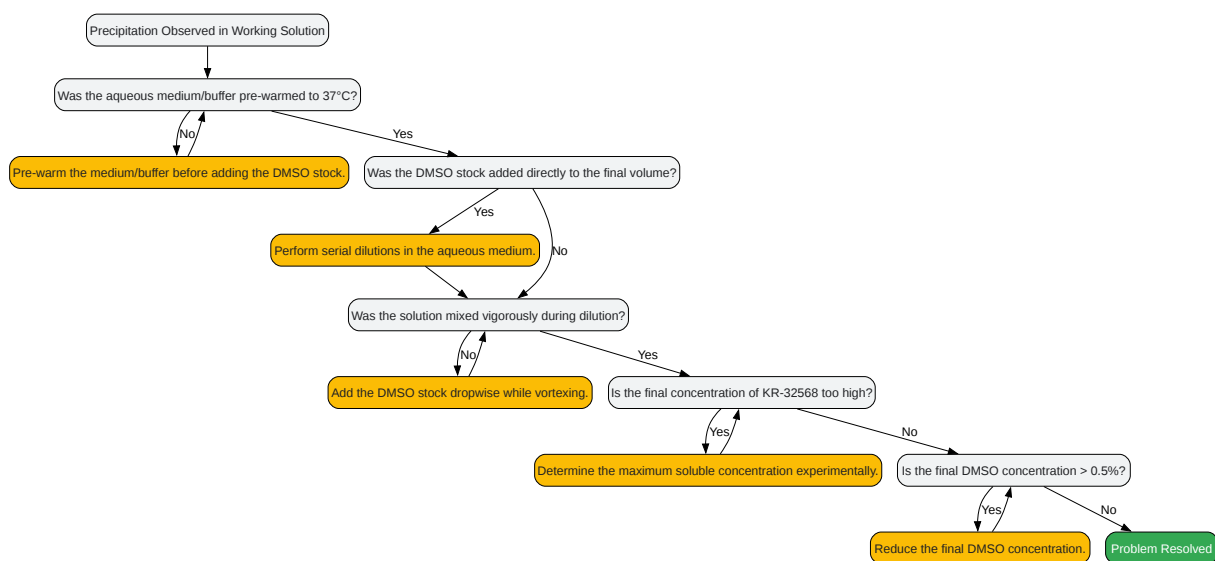 Precipitation Observed in Working Solution
Was the aqueous medium/buffer pre-warmed to 37°C?
No
Yes
Pre-warm the medium/buffer before adding the DMSO stock.
Was the DMSO stock added directly to the final volume?
Yes
Perform serial dilutions in the aqueous medium.
No
Was the solution mixed vigorously during dilution?
No
Yes
Add the DMSO stock dropwise while vortexing.
Is the final concentration of KR-32568 too high?
Yes
No
Determine the maximum soluble concentration experimentally.
Is the final DMSO concentration > 0.5%?
Yes
No
Reduce the final DMSO concentration.
Problem Resolved